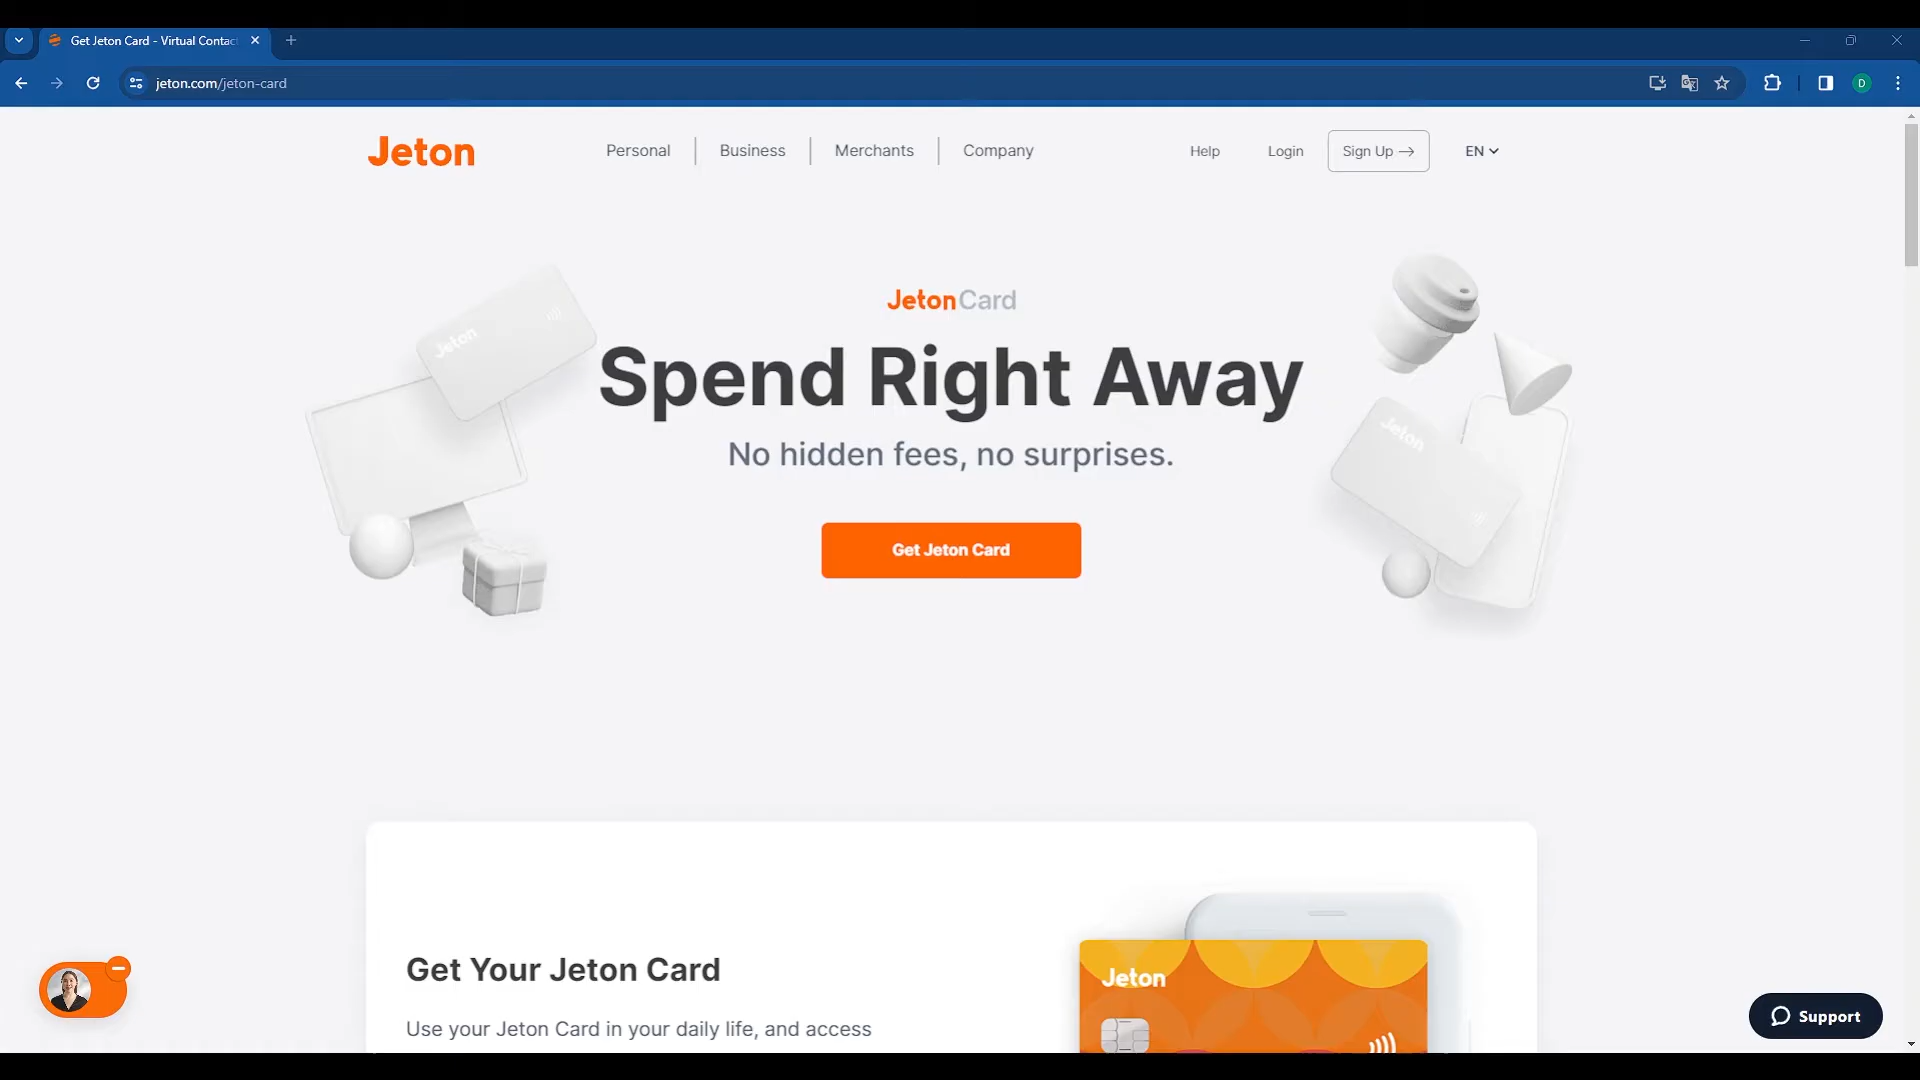 Get Jeton Card - Virtual Contac
jeton.com/jeton-card
D
Jeton
Personal
Business
Merchants
Company
Help
Login
Sign Up →
EN
JetonCard
Spend Right Away
No hidden fees, no surprises.
Get Jeton Card
Jeton
Jeton
Get Your Jeton Card
Use your Jeton Card in your daily life, and access
Jeton
Support